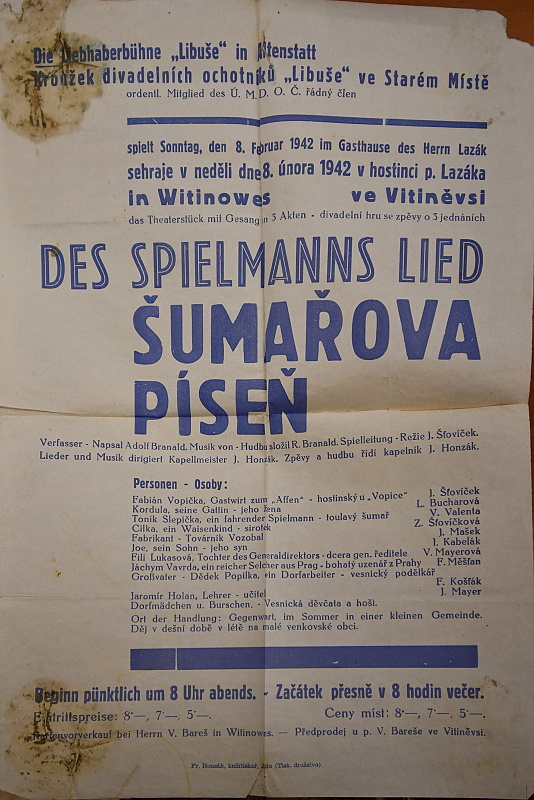 Die Liebhaberbühne „Libuše" in Altenstatt
Kroužek divadelních ochotníků „Libuše" ve Starém Místě
ordentl. Mitglied des Ú. M. D. O. Č. řádný člen
spielt Sonntag, den 8. Februar 1942 im Gasthause des Herrn Lazák
sehraje v neděli dne 8. února 1942 v hostinci p. Lazáka
in Witinowes ve Vitiněvsi
das Theaterstück mit Gesang in 3 Akten - divadelní hru se zpěvy o 3 jednáních
DES SPIELMANNS LIED
ŠUMAŘOVA
PÍSEŇ
Verfasser - Napsal Adolf Branald. Musik von - Hudbu složil R. Branald. Spielleitung - Režie J. Šťovíček.
Lieder und Musik dirigiert Kapellmeister J. Honzák. Zpěvy a hudbu řídí kapelník J. Honzák.
Personen - Osoby:
Fabián Vopička, Gastwirt zum „Affen" - hostinský u „Vopice" J. Šťovíček
Kordula, seine Gattin - jeho žena L. Bucharová
Toník Slepička, ein fahrender Spielmann - toulavý šumař V. Valenta
Cilka, ein Waisenkind - sirotek Z. Šťovíčková
Fabrikant - Továrník Vozobal J. Mašek
Joe, sein Sohn - jeho syn J. Kabelák
Fili Lukasová, Tochter des Generaldirektors - dcera gen. ředitele V. Mayerová
Jáchym Vavrda, ein reicher Selcher aus Prag - bohatý uzenář z Prahy F. Měšťan
Großvater - Dědek Popilka, ein Dorfarbeiter - vesnický podělkář
F. Košťák
Jaromír Holan, Lehrer - učitel J. Mayer
Dorfmädchen u. Burschen. - Vesnická děvčata a hoši.
Ort der Handlung: Gegenwart, im Sommer in einer kleinen Gemeinde.
Děj v dešní době v létě na malé venkovské obci.
Beginn pünktlich um 8 Uhr abends. - Začátek přesně v 8 hodin večer.
Eintrittspreise: 8·—, 7·—, 5·—. Ceny míst: 8·—, 7·—, 5·—.
Kartenvorverkauf bei Herrn V. Bareš in Witinowes. — Předprodej u p. V. Bareše ve Vitiněvsi.
Fr. Honzák, knihtiskař, Jičín (Tisk. družstvo)